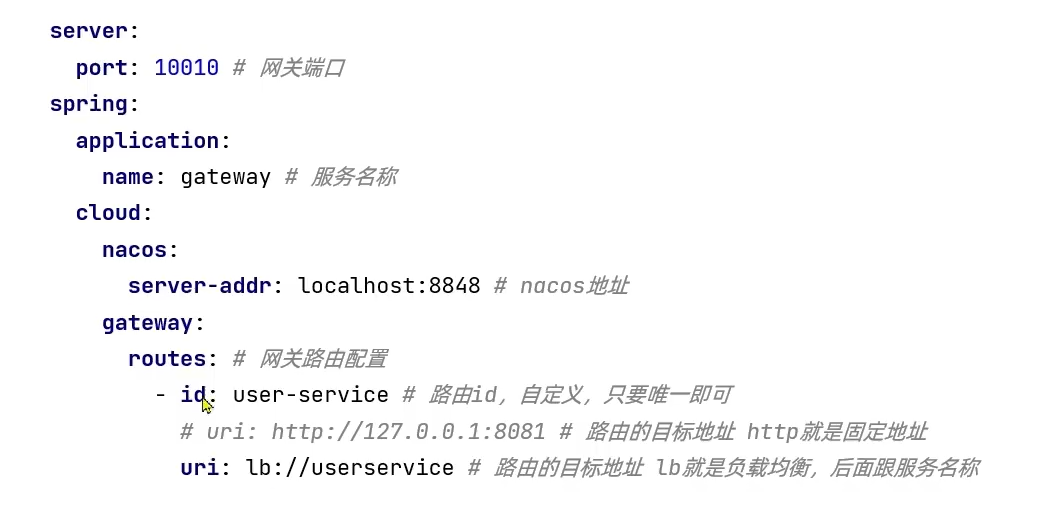 server:
port: 10010 # 网关端口
spring:
application:
name: gateway # 服务名称
cloud:
nacos:
server-addr: localhost:8848 # nacos地址
gateway:
routes: # 网关路由配置
- id: user-service # 路由id，自定义，只要唯一即可
# uri: http://127.0.0.1:8081 # 路由的目标地址 http就是固定地址
uri: lb://userservice # 路由的目标地址 lb就是负载均衡，后面跟服务名称